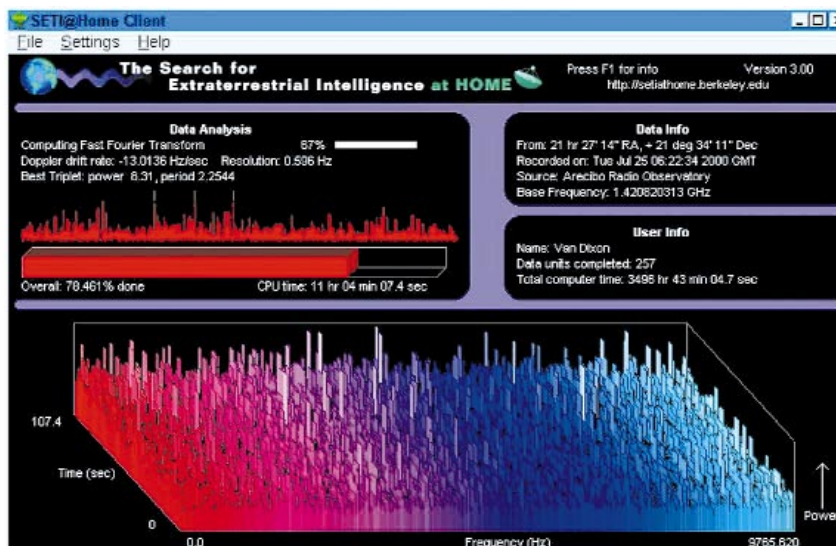 SETI@Home Client
File Settings Help
The Search for
Extraterrestrial Intelligence at HOME
Press F1 for info Version 3.00
http://setiathome.berkeley.edu
Data Analysis
Computing Fast Fourier Transform 67%
Doppler drift rate: -13.0136 Hz/sec Resolution: 0.596 Hz
Best Triplet: power 8.31, period 2.2544
Overall: 78.461% done CPU time: 11 hr 04 min 07.4 sec
Data Info
From: 21 hr 27' 14" RA, + 21 deg 34' 11" Dec
Recorded on: Tue Jul 25 06:22:34 2000 GMT
Source: Arecibo Radio Observatory
Base Frequency: 1.420820313 GHz
User Info
Name: Van Dixon
Data units completed: 257
Total computer time: 3496 hr 43 min 04.7 sec
107.4
Time (sec)
0
0.0
Frequency (Hz)
9765.620
Power